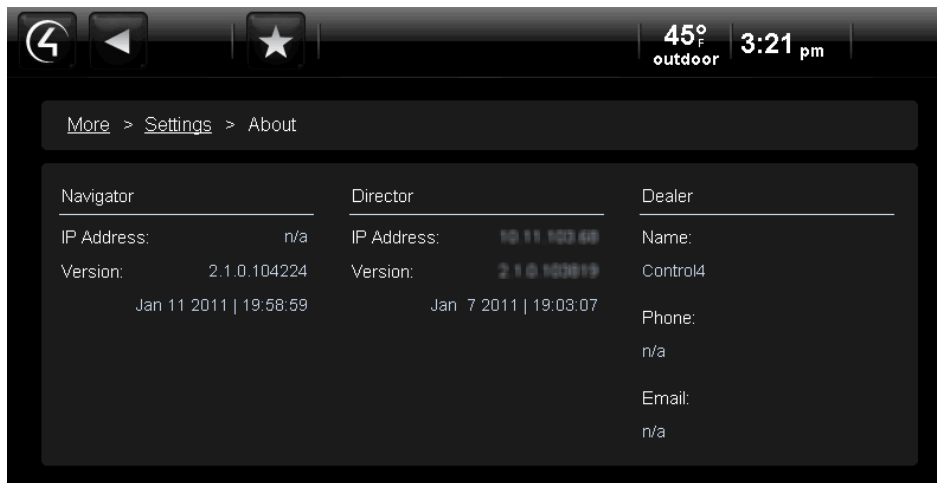 45°F
outdoor
3:21 pm
More > Settings > About
Navigator
IP Address: n/a
Version: 2.1.0.104224
Jan 11 2011 | 19:58:59
Director
IP Address:
Version:
Jan 7 2011 | 19:03:07
Dealer
Name:
Control4
Phone:
n/a
Email:
n/a